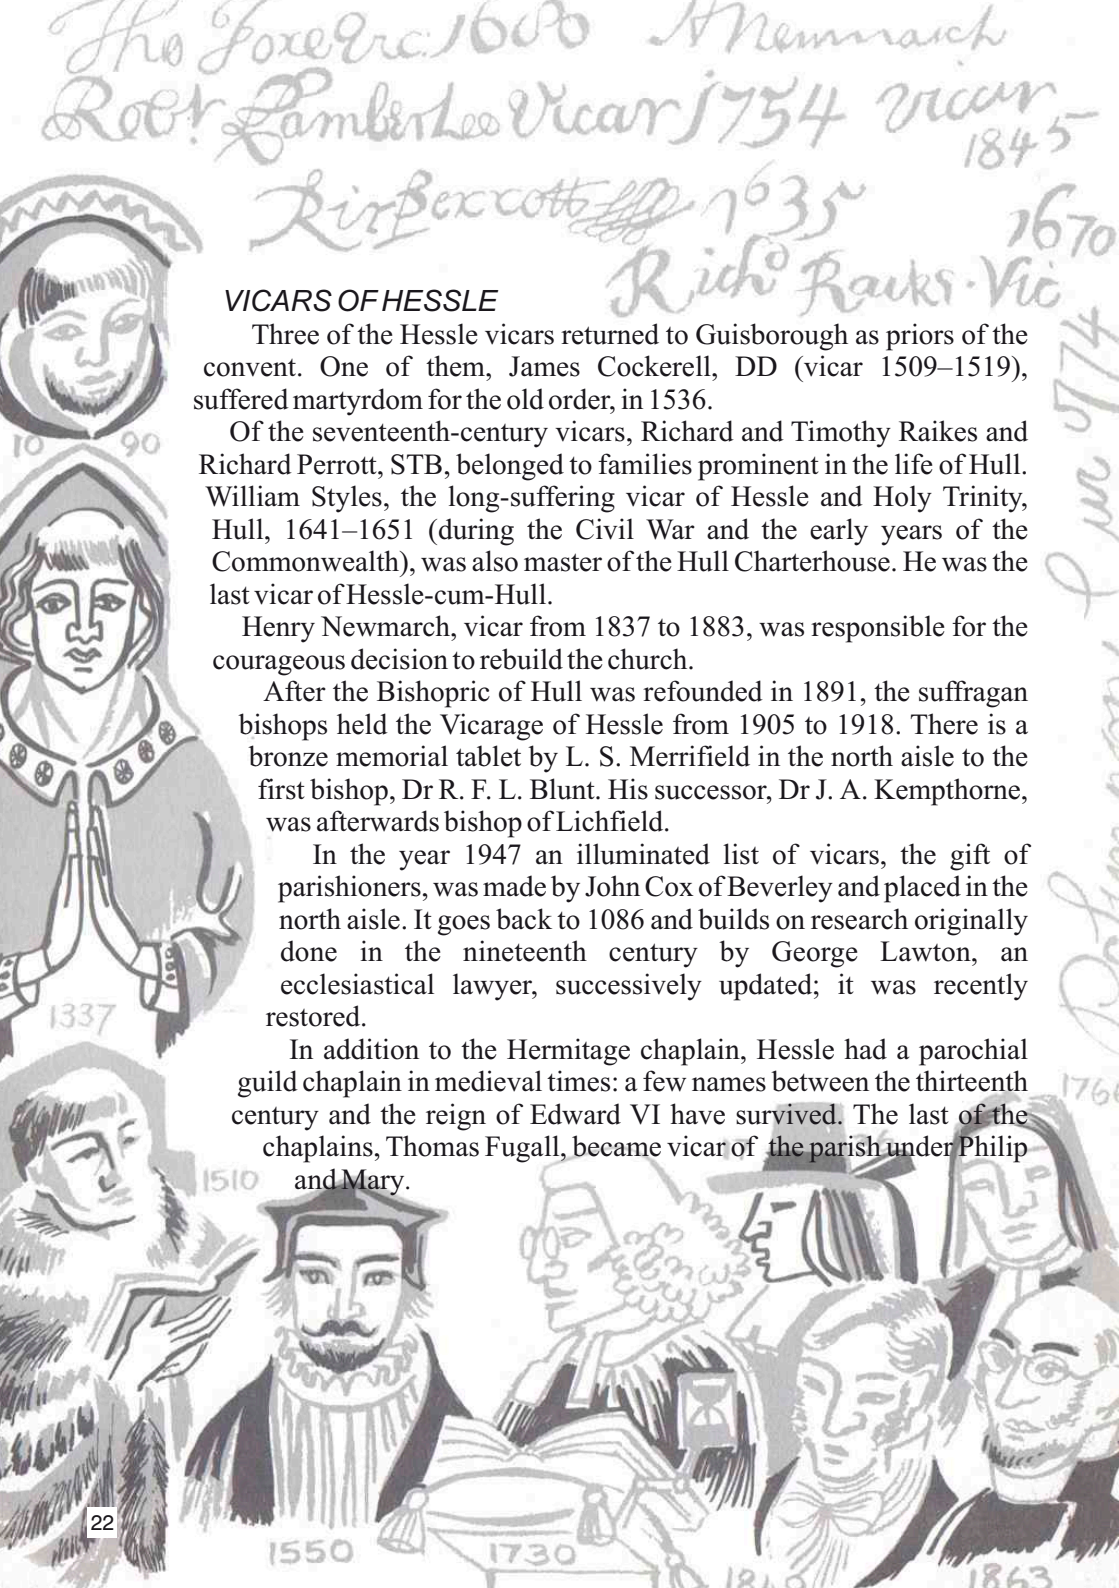 Tho Foxe 1608
Vicar 1754 vicar
1845
1635
1670
Richd Raiks. Vic
1774
VICARS OF HESSLE
Three of the Hessle vicars returned to Guisborough as priors of the
convent. One of them, James Cockerell, DD (vicar 1509–1519),
suffered martyrdom for the old order, in 1536.
Of the seventeenth-century vicars, Richard and Timothy Raikes and
Richard Perrott, STB, belonged to families prominent in the life of Hull.
William Styles, the long-suffering vicar of Hessle and Holy Trinity,
Hull, 1641–1651 (during the Civil War and the early years of the
Commonwealth), was also master of the Hull Charterhouse. He was the
last vicar of Hessle-cum-Hull.
Henry Newmarch, vicar from 1837 to 1883, was responsible for the
courageous decision to rebuild the church.
After the Bishopric of Hull was refounded in 1891, the suffragan
bishops held the Vicarage of Hessle from 1905 to 1918. There is a
bronze memorial tablet by L. S. Merrifield in the north aisle to the
first bishop, Dr R. F. L. Blunt. His successor, Dr J. A. Kempthorne,
was afterwards bishop of Lichfield.
In the year 1947 an illuminated list of vicars, the gift of
parishioners, was made by John Cox of Beverley and placed in the
north aisle. It goes back to 1086 and builds on research originally
done in the nineteenth century by George Lawton, an
ecclesiastical lawyer, successively updated; it was recently
restored.
In addition to the Hermitage chaplain, Hessle had a parochial
guild chaplain in medieval times: a few names between the thirteenth
century and the reign of Edward VI have survived. The last of the
chaplains, Thomas Fugall, became vicar of the parish under Philip
and Mary.
1090
1337
1510
1766
1550
1730
1863
22